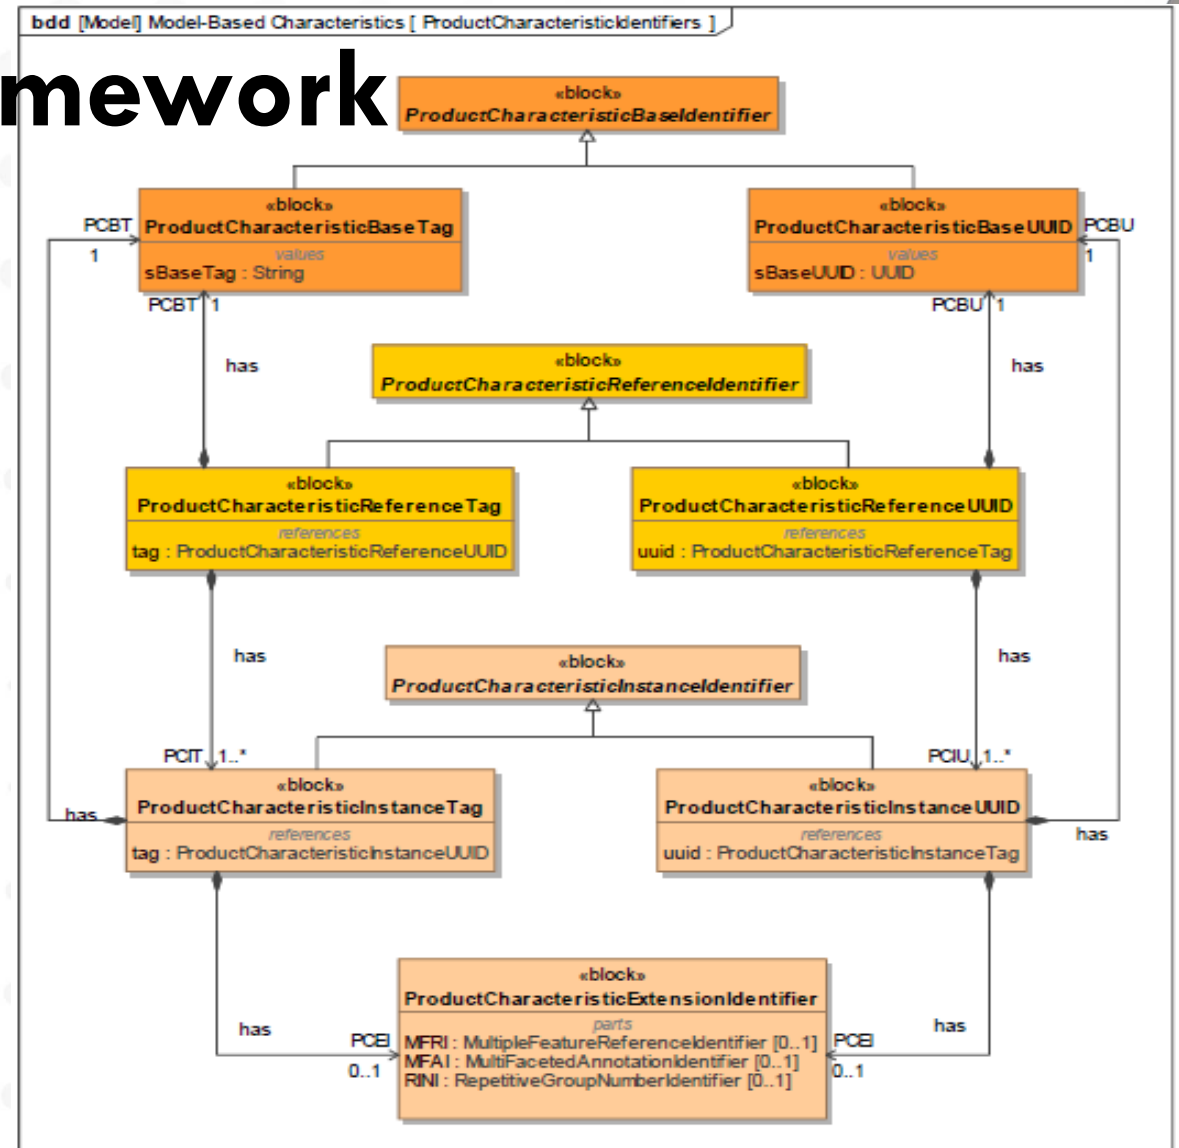 bdd [Model] Model-Based Characteristics [ ProductCharacteristicIdentifiers ]
mework
«block»
ProductCharacteristicBaseIdentifier
«block»
ProductCharacteristicBaseTag
values
sBaseTag : String
«block»
ProductCharacteristicBaseUUID
values
sBaseUUID : UUID
PCBT
1
PCBU
1
PCBT 1
PCBU 1
has
has
«block»
ProductCharacteristicReferenceIdentifier
«block»
ProductCharacteristicReferenceTag
references
tag : ProductCharacteristicReferenceUUID
«block»
ProductCharacteristicReferenceUUID
references
uuid : ProductCharacteristicReferenceTag
has
has
«block»
ProductCharacteristicInstanceIdentifier
PCIT 1..*
PCIU 1..*
«block»
ProductCharacteristicInstanceTag
references
tag : ProductCharacteristicInstanceUUID
«block»
ProductCharacteristicInstanceUUID
references
uuid : ProductCharacteristicInstanceTag
has
has
«block»
ProductCharacteristicExtensionIdentifier
parts
MFRI : MultipleFeatureReferenceIdentifier [0..1]
MFAI : MultiFacetedAnnotationIdentifier [0..1]
RINI : RepetitiveGroupNumberIdentifier [0..1]
has
PCEI
0..1
has
PCEI
0..1